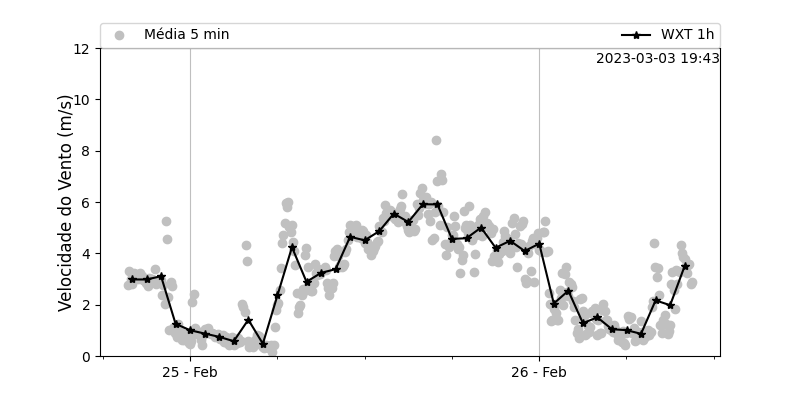 Média 5 min
WXT 1h
2023-03-03 19:43
Velocidade do Vento (m/s)
12
10
8
6
4
2
0
25 - Feb
26 - Feb